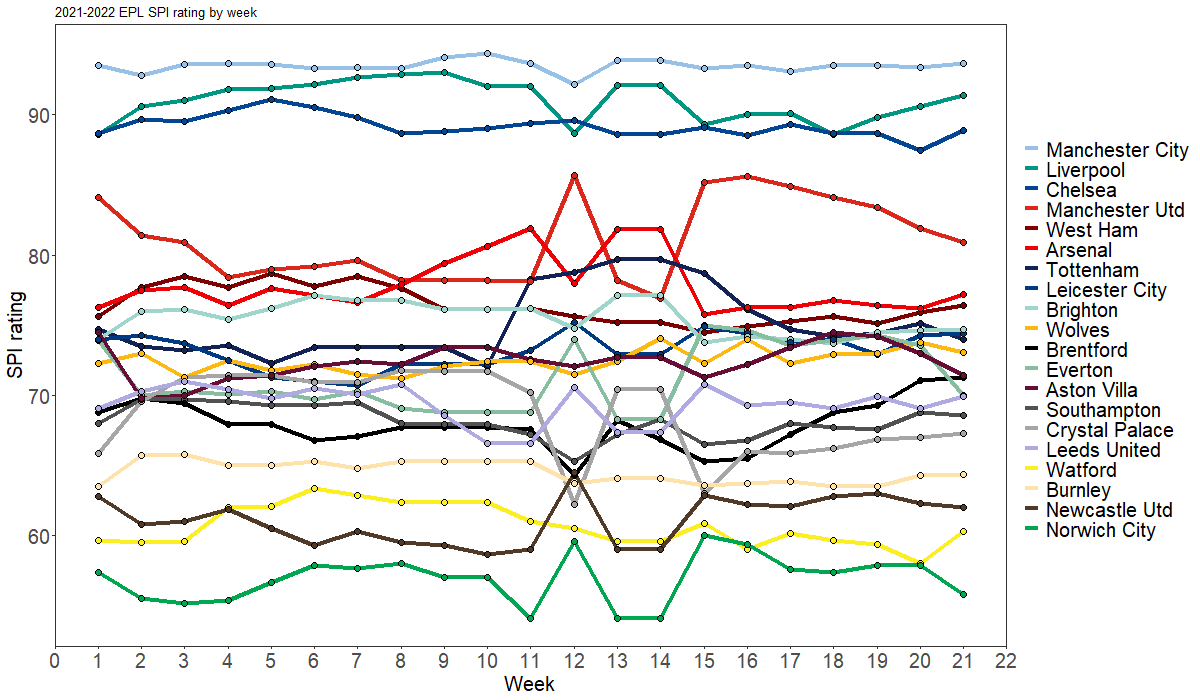 2021-2022 EPL SPI rating by week
SPI rating
90
80
70
60
0 1 2 3 4 5 6 7 8 9 10 11 12 13 14 15 16 17 18 19 20 21 22
Week
Manchester City
Liverpool
Chelsea
Manchester Utd
West Ham
Arsenal
Tottenham
Leicester City
Brighton
Wolves
Brentford
Everton
Aston Villa
Southampton
Crystal Palace
Leeds United
Watford
Burnley
Newcastle Utd
Norwich City